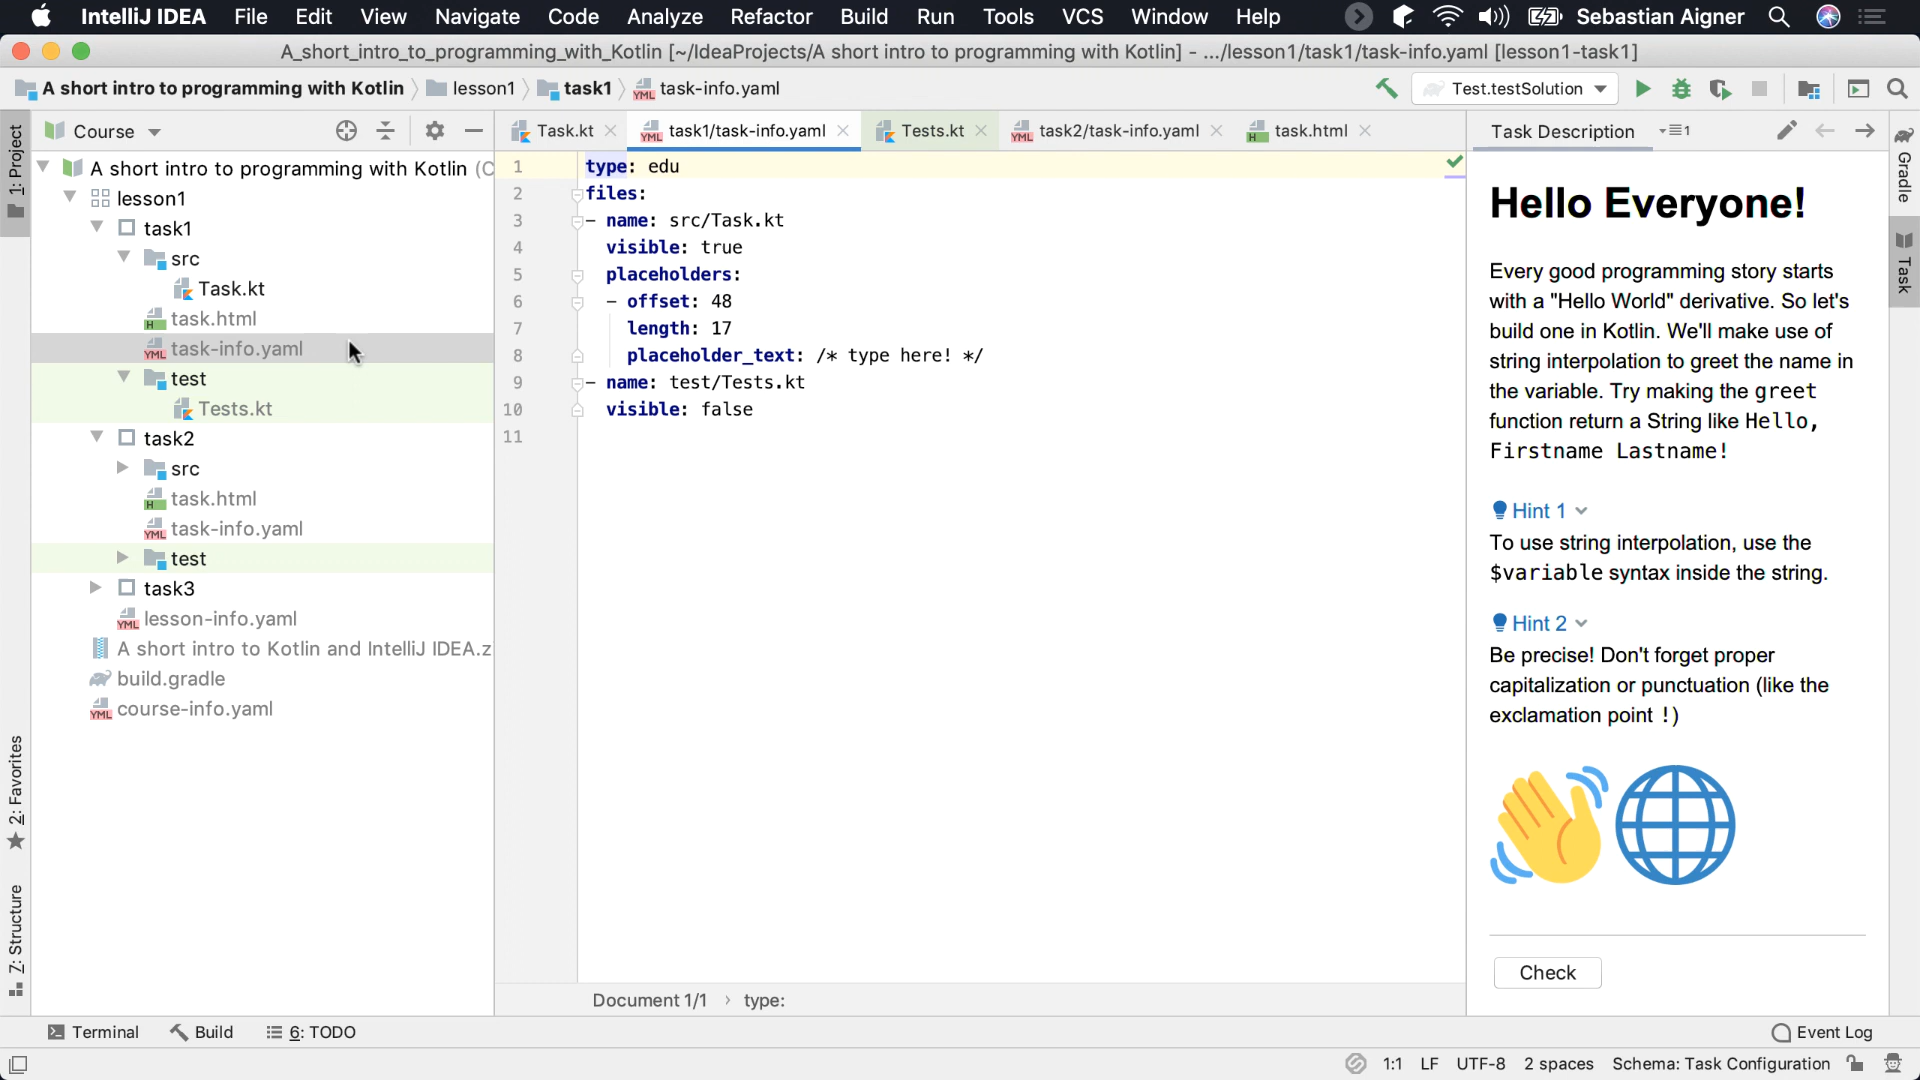 IntelliJ IDEA File Edit View Navigate Code Analyze Refactor Build Run Tools VCS Window Help Sebastian Aigner
A_short_intro_to_programming_with_Kotlin [~/IdeaProjects/A short intro to programming with Kotlin] - .../lesson1/task1/task-info.yaml [lesson1-task1]
A short intro to programming with Kotlin lesson1 task1 task-info.yaml Test.testSolution
1: Project
2: Favorites
Z: Structure
Course
A short intro to programming with Kotlin (C
lesson1
task1
src
Task.kt
task.html
task-info.yaml
test
Tests.kt
task2
src
task.html
task-info.yaml
test
task3
lesson-info.yaml
A short intro to Kotlin and IntelliJ IDEA.z
build.gradle
course-info.yaml
Task.kt task1/task-info.yaml Tests.kt task2/task-info.yaml task.html
1 type: edu
2 files:
3 - name: src/Task.kt
4 visible: true
5 placeholders:
6 - offset: 48
7 length: 17
8 placeholder_text: /* type here! */
9 - name: test/Tests.kt
10 visible: false
11
Document 1/1 › type:
Task Description 1
Hello Everyone!
Every good programming story starts
with a "Hello World" derivative. So let's
build one in Kotlin. We'll make use of
string interpolation to greet the name in
the variable. Try making the greet
function return a String like Hello,
Firstname Lastname!
Hint 1
To use string interpolation, use the
$variable syntax inside the string.
Hint 2
Be precise! Don't forget proper
capitalization or punctuation (like the
exclamation point !)
Check
Gradle
Task
Terminal Build 6: TODO Event Log
1:1 LF UTF-8 2 spaces Schema: Task Configuration